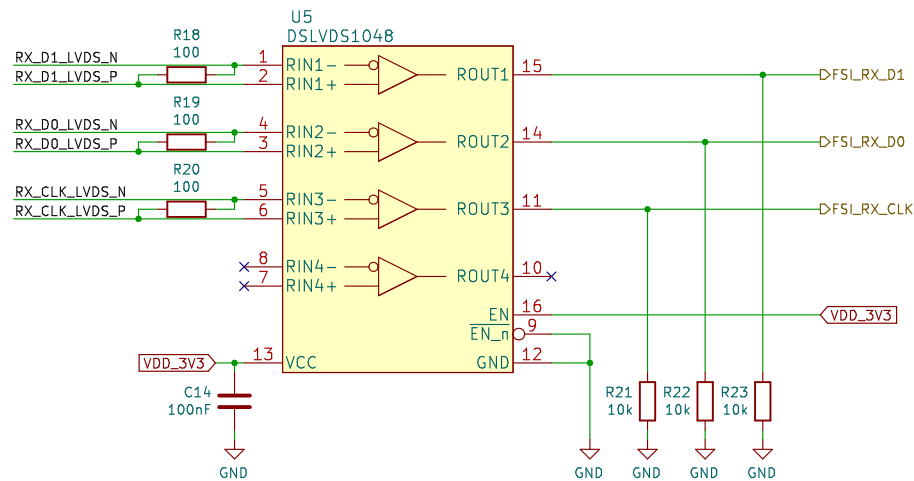 U5
DSLVDS1048
R18
100
RX_D1_LVDS_N
RX_D1_LVDS_P
1
2
RIN1-
RIN1+
ROUT1
15
FSI_RX_D1
R19
100
RX_D0_LVDS_N
RX_D0_LVDS_P
4
3
RIN2-
RIN2+
ROUT2
14
FSI_RX_D0
R20
100
RX_CLK_LVDS_N
RX_CLK_LVDS_P
5
6
RIN3-
RIN3+
ROUT3
11
FSI_RX_CLK
8
7
RIN4-
RIN4+
ROUT4
10
EN
16
VDD_3V3
EN_n
9
VDD_3V3
13
VCC
GND
12
C14
100nF
R21
10k
R22
10k
R23
10k
GND
GND
GND
GND
GND